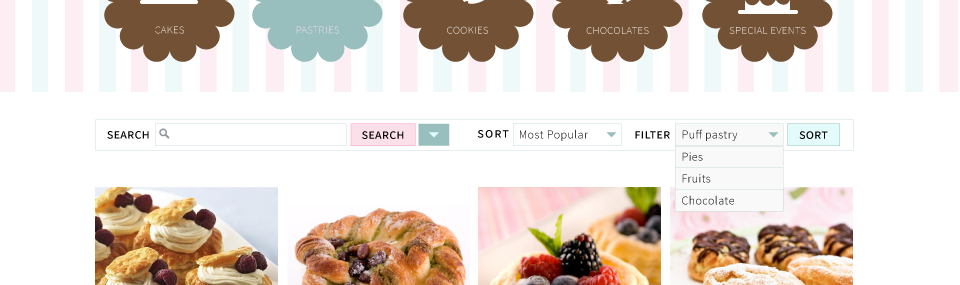 CAKES PASTRIES COOKIES CHOCOLATES SPECIAL EVENTS
SEARCH SEARCH SORT Most Popular FILTER Puff pastry SORT
Pies
Fruits
Chocolate